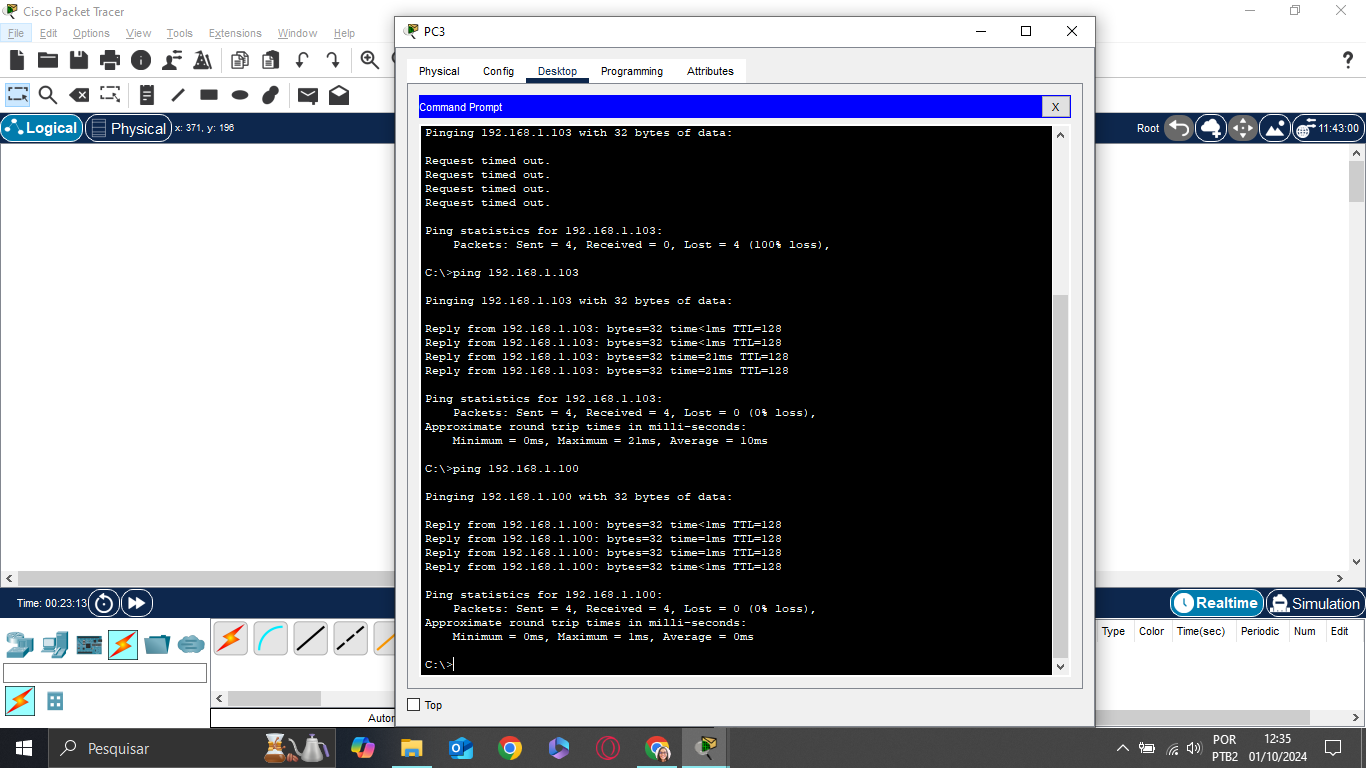 Cisco Packet Tracer
File Edit Options View Tools Extensions Window Help
Logical Physical x: 371, y: 196
Root 11:43:00
PC3
Physical Config Desktop Programming Attributes
Command Prompt X
Pinging 192.168.1.103 with 32 bytes of data:
Request timed out.
Request timed out.
Request timed out.
Request timed out.
Ping statistics for 192.168.1.103:
Packets: Sent = 4, Received = 0, Lost = 4 (100% loss),
C:\>ping 192.168.1.103
Pinging 192.168.1.103 with 32 bytes of data:
Reply from 192.168.1.103: bytes=32 time<1ms TTL=128
Reply from 192.168.1.103: bytes=32 time<1ms TTL=128
Reply from 192.168.1.103: bytes=32 time=21ms TTL=128
Reply from 192.168.1.103: bytes=32 time=21ms TTL=128
Ping statistics for 192.168.1.103:
Packets: Sent = 4, Received = 4, Lost = 0 (0% loss),
Approximate round trip times in milli-seconds:
Minimum = 0ms, Maximum = 21ms, Average = 10ms
C:\>ping 192.168.1.100
Pinging 192.168.1.100 with 32 bytes of data:
Reply from 192.168.1.100: bytes=32 time<1ms TTL=128
Reply from 192.168.1.100: bytes=32 time=1ms TTL=128
Reply from 192.168.1.100: bytes=32 time=1ms TTL=128
Reply from 192.168.1.100: bytes=32 time<1ms TTL=128
Ping statistics for 192.168.1.100:
Packets: Sent = 4, Received = 4, Lost = 0 (0% loss),
Approximate round trip times in milli-seconds:
Minimum = 0ms, Maximum = 1ms, Average = 0ms
C:\>
Top
Time: 00:23:13
Realtime Simulation
Type Color Time(sec) Periodic Num Edit
Autor
Pesquisar
POR
PTB2
12:35
01/10/2024